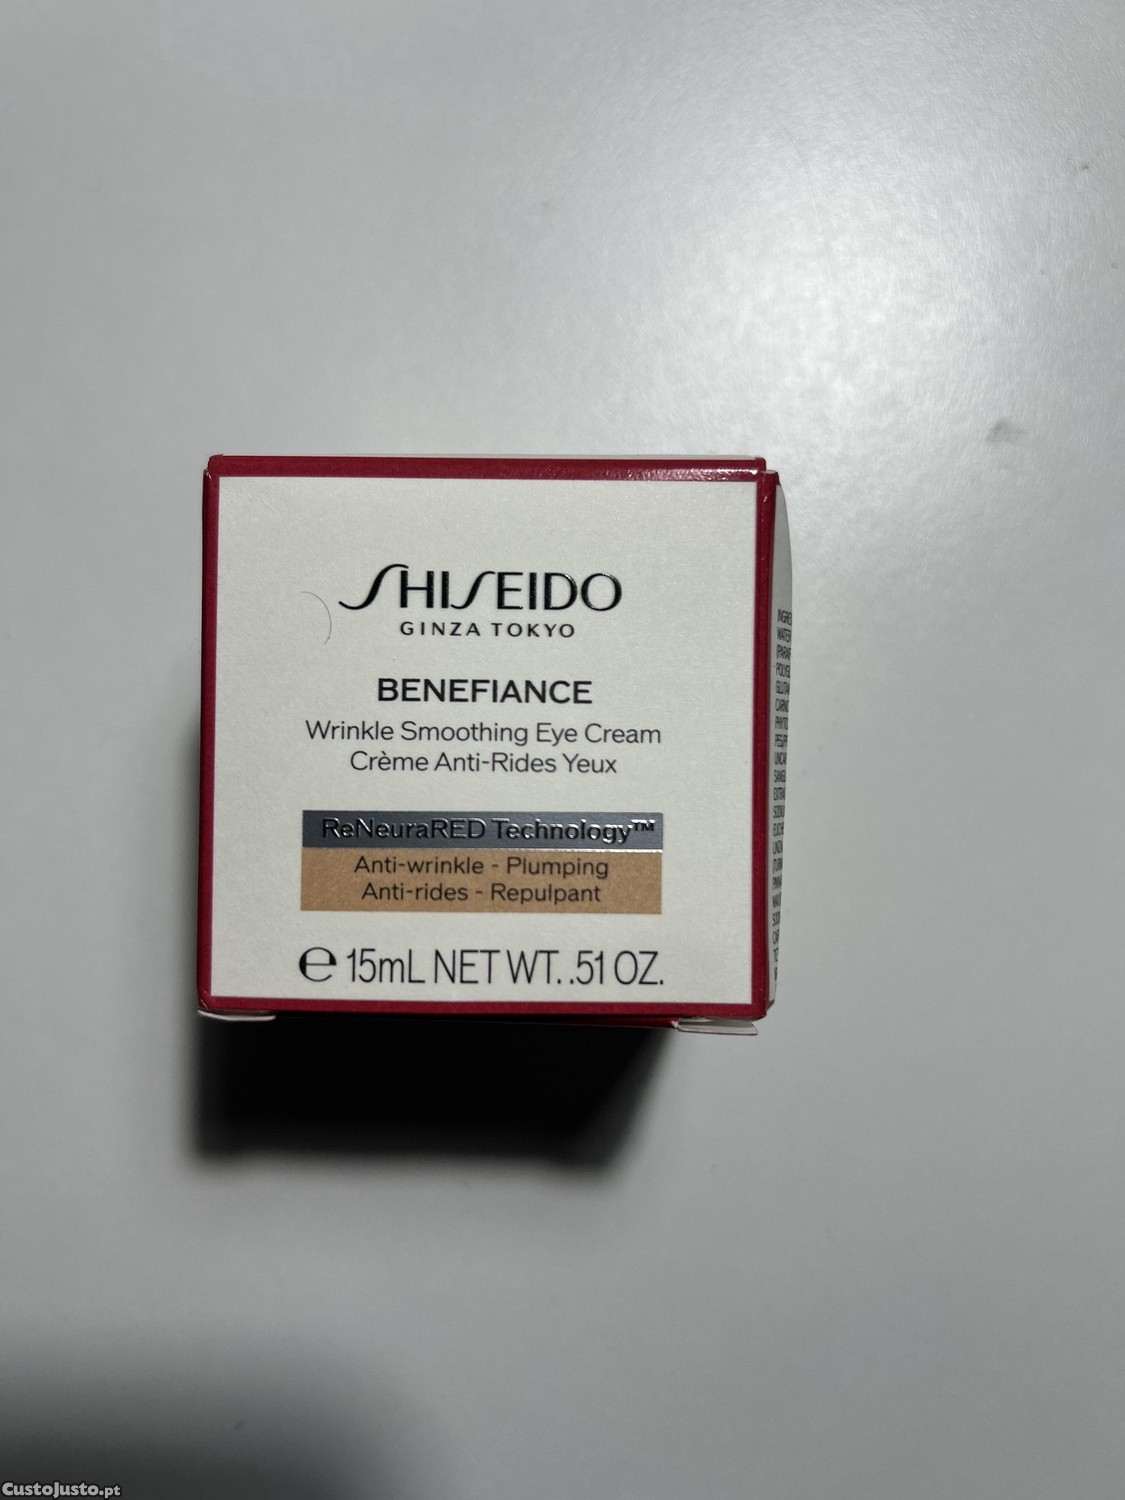 SHISEIDO
GINZA TOKYO
BENEFIANCE
Wrinkle Smoothing Eye Cream
Crème Anti-Rides Yeux
ReNeuraRED Technology™
Anti-wrinkle - Plumping
Anti-rides - Repulpant
℮ 15mL NET WT. .51 OZ.
CustoJusto.pt